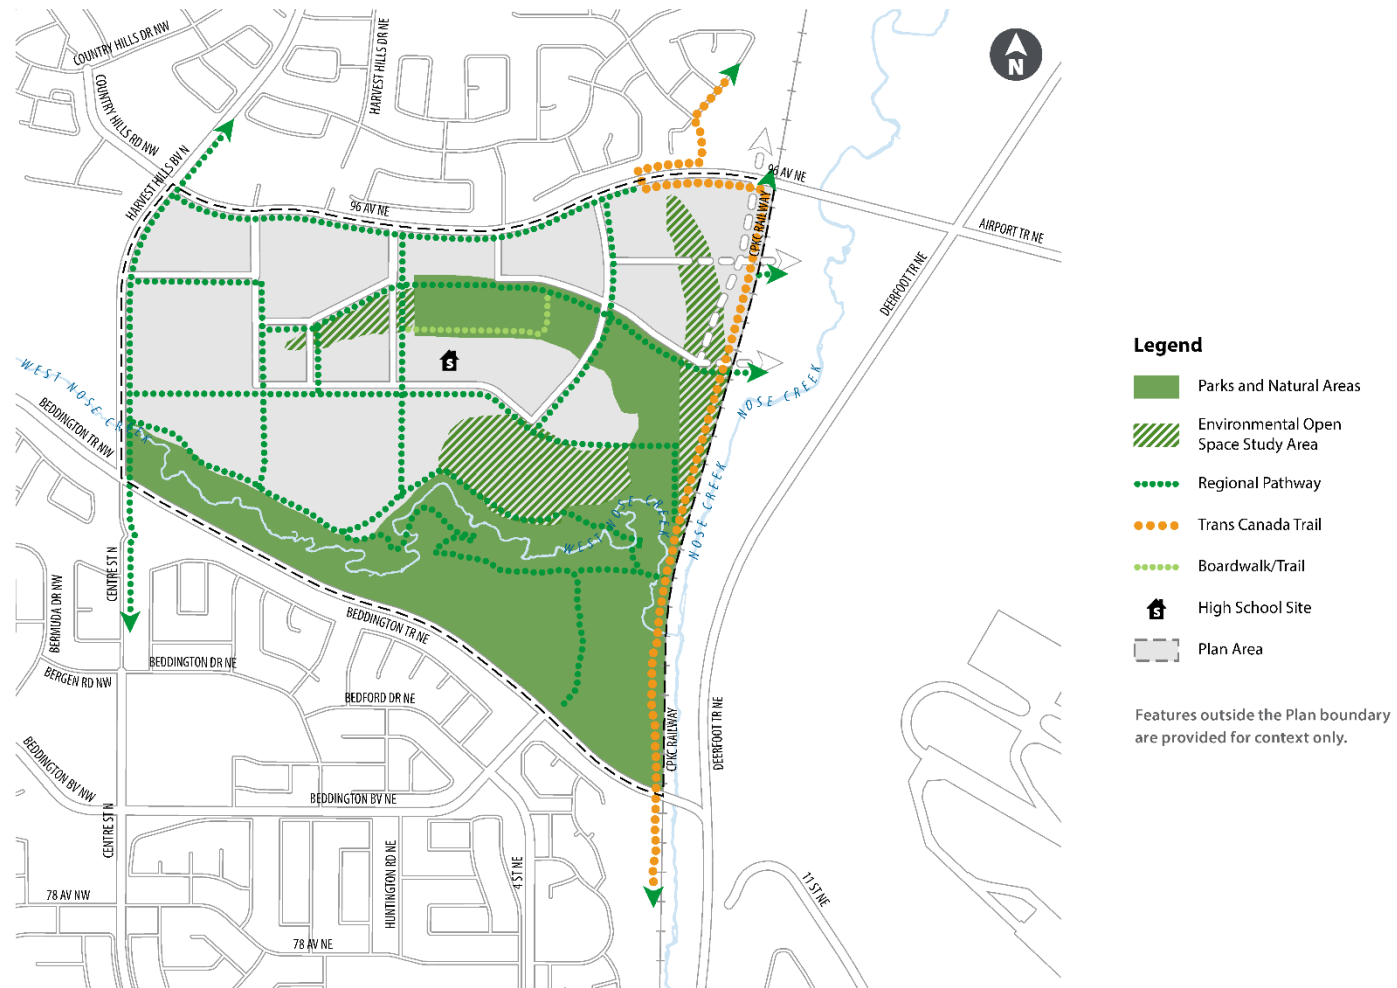 COUNTRY HILLS DR NW
HARVEST HILLS DR NE
COUNTRY HILLS RD NW
HARVEST HILLS BV N
N
96 AV NE
96 AV NE
AIRPORT TR NE
CPKC RAILWAY
DEERFOOT TR NE
WEST NOSE CREEK
BEDDINGTON TR NW
S
NOSE CREEK
NOSE CREEK
WEST NOSE CREEK
CENTRE ST N
BERMUDA DR NW
BEDDINGTON TR NE
BEDDINGTON DR NE
BERGEN RD NW
BEDFORD DR NE
CPKC RAILWAY
DEERFOOT TR NE
BEDDINGTON BV NW
BEDDINGTON BV NE
CENTRE ST N
HUNTINGTON RD NE
4 ST NE
11 ST NE
78 AV NW
78 AV NE
Legend
Parks and Natural Areas
Environmental Open
Space Study Area
Regional Pathway
Trans Canada Trail
Boardwalk/Trail
S
High School Site
Plan Area
Features outside the Plan boundary
are provided for context only.